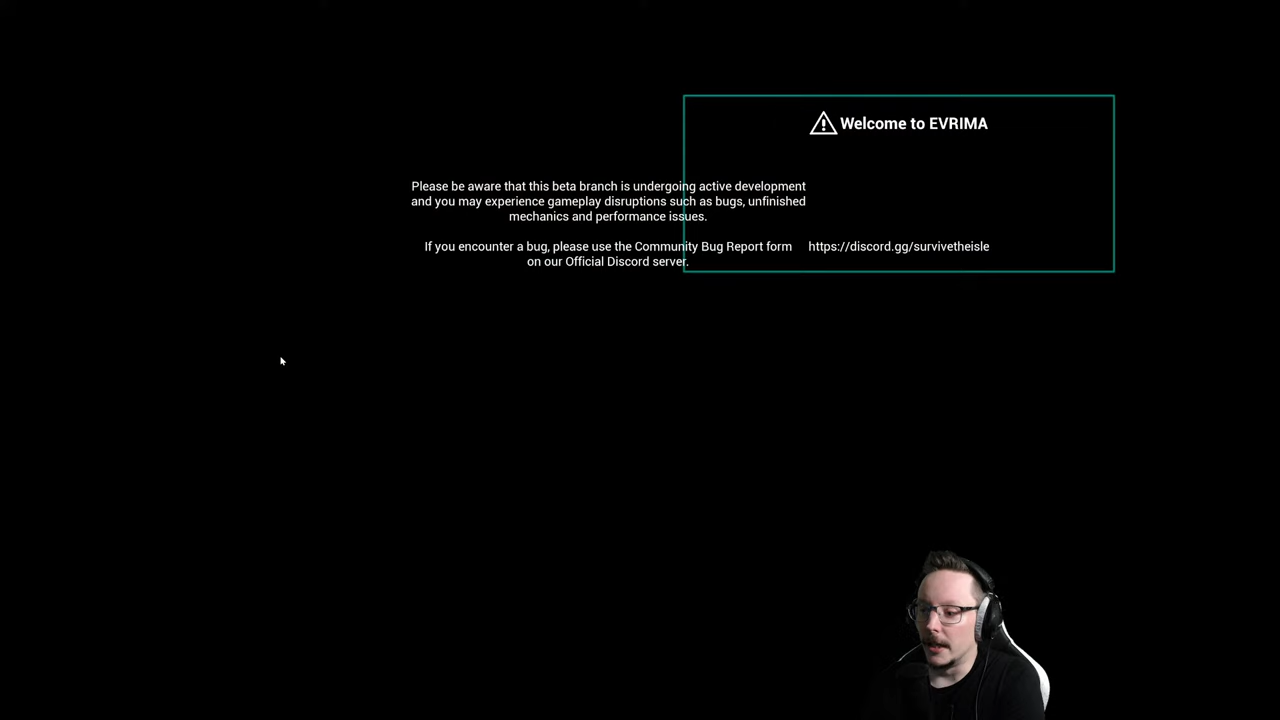 Welcome to EVRIMA
Please be aware that this beta branch is undergoing active development
and you may experience gameplay disruptions such as bugs, unfinished
mechanics and performance issues.
If you encounter a bug, please use the Community Bug Report form
on our Official Discord server.
https://discord.gg/survivetheisle